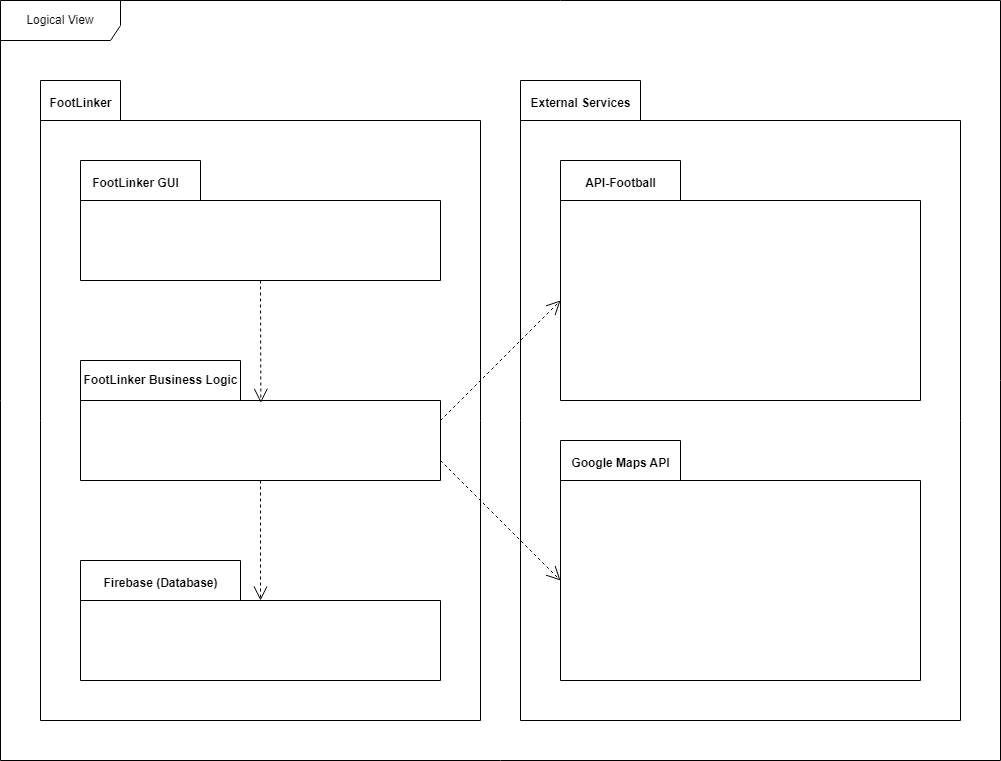 Logical View
FootLinker
External Services
FootLinker GUI
API-Football
FootLinker Business Logic
Google Maps API
Firebase (Database)